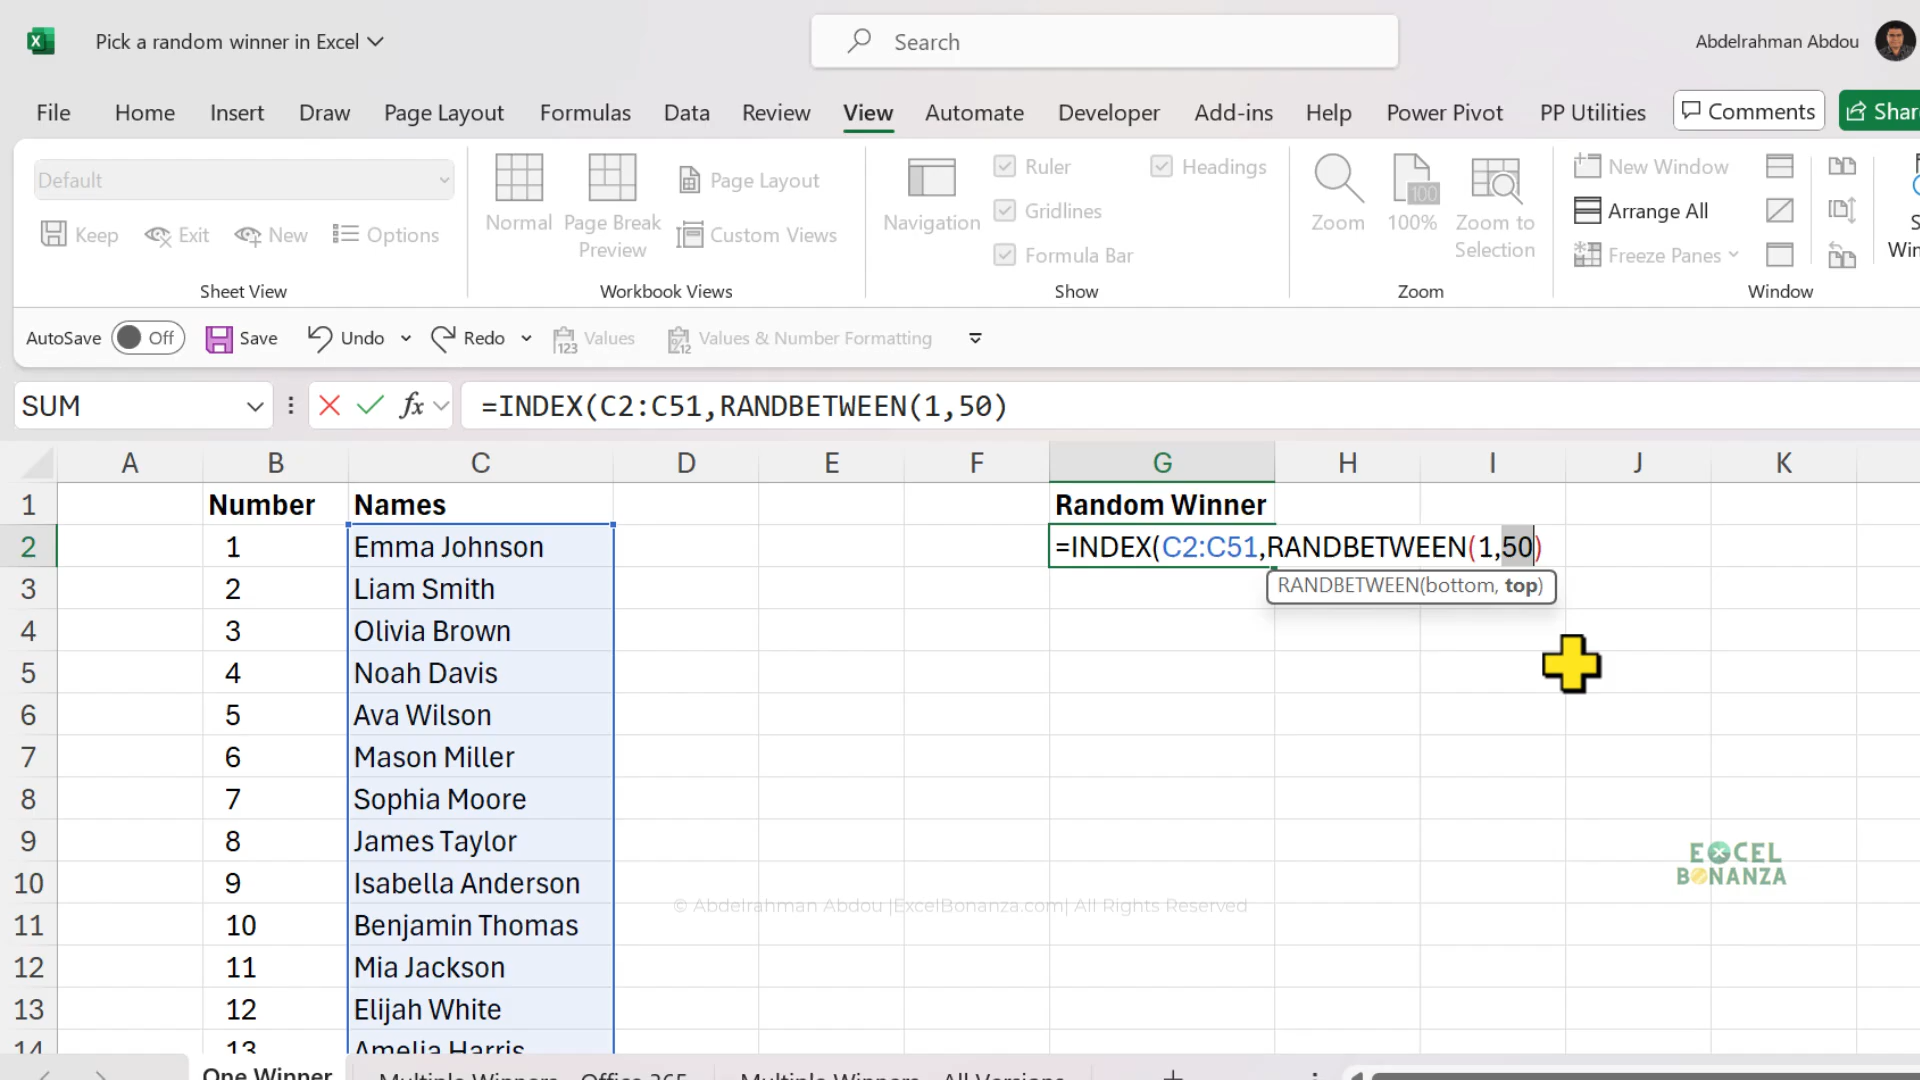 Pick a random winner in Excel
Search
Abdelrahman Abdou
File Home Insert Draw Page Layout Formulas Data Review View Automate Developer Add-ins Help Power Pivot PP Utilities Comments Shar
Default
Keep Exit New Options
Sheet View
Normal Page Break Preview Page Layout Custom Views
Workbook Views
Navigation Ruler Gridlines Formula Bar Headings
Show
Zoom 100% Zoom to Selection
Zoom
New Window
Arrange All
Freeze Panes
Window
AutoSave Off Save Undo Redo Values Values & Number Formatting
SUM fx =INDEX(C2:C51,RANDBETWEEN(1,50)
A B C D E F G H I J K
1 Number Names Random Winner
2 1 Emma Johnson =INDEX(C2:C51,RANDBETWEEN(1,50)
RANDBETWEEN(bottom, top)
3 2 Liam Smith
4 3 Olivia Brown
5 4 Noah Davis
6 5 Ava Wilson
7 6 Mason Miller
8 7 Sophia Moore
9 8 James Taylor
10 9 Isabella Anderson
11 10 Benjamin Thomas
12 11 Mia Jackson
13 12 Elijah White
14 13 Amelia Harris
EXCEL
BONANZA
© Abdelrahman Abdou |ExcelBonanza.com| All Rights Reserved
One Winner Multiple Winners - Office 365 Multiple Winners - All Versions